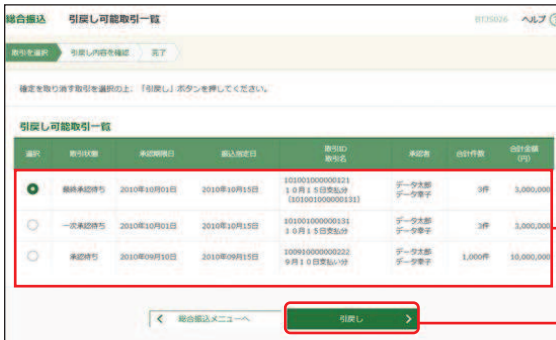 総合振込 引戻し可能取引一覧 BTJS026 ヘルプ
取引を選択 引戻し内容を確認 完了
確定を取り消す取引を選択の上、「引戻し」ボタンを押してください。
引戻し可能取引一覧
選択 取引状態 承認期限日 振込指定日 取引ID 承認者 合計件数 合計金額
取引名 (円)
最終承認待ち 2010年10月01日 2010年10月15日 101001000000121 データ太郎 3件 3,000,000
10月15日支払分 データ幸子
(101001000000131)
一次承認待ち 2010年10月01日 2010年10月15日 101001000000131 データ太郎 3件 3,000,000
10月15日支払分 データ幸子
承認待ち 2010年09月10日 2010年09月15日 100910000000222 データ太郎 1,000件 10,000,000
9月10日支払い分 データ幸子
総合振込メニューへ 引戻し